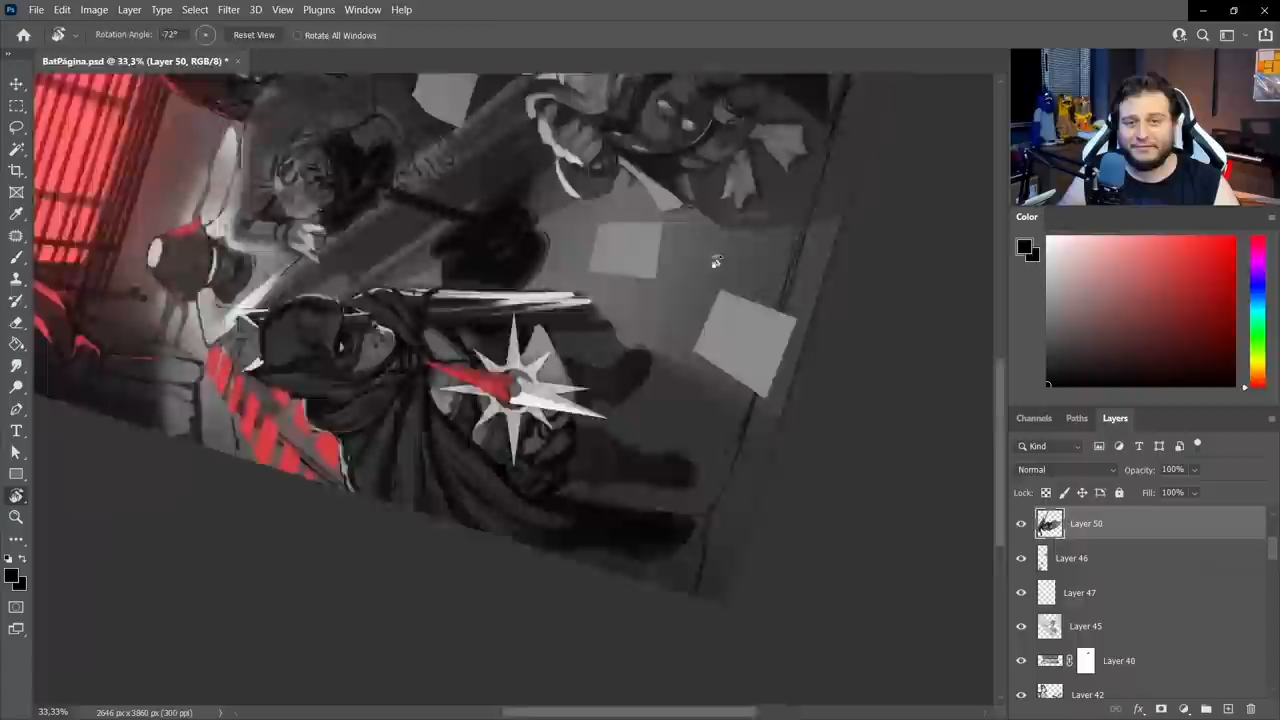 Ps File Edit Image Layer Type Select Filter 3D View Plugins Window Help
Rotation Angle: -72° Reset View Rotate All Windows
BatPágina.psd @ 33,3% (Layer 50, RGB/8) *
Color
Channels Paths Layers
Kind
Normal Opacity: 100%
Lock: Fill: 100%
Layer 50
Layer 46
Layer 47
Layer 45
Layer 40
Layer 42
33,33% 2646 px x 3860 px (300 ppi)